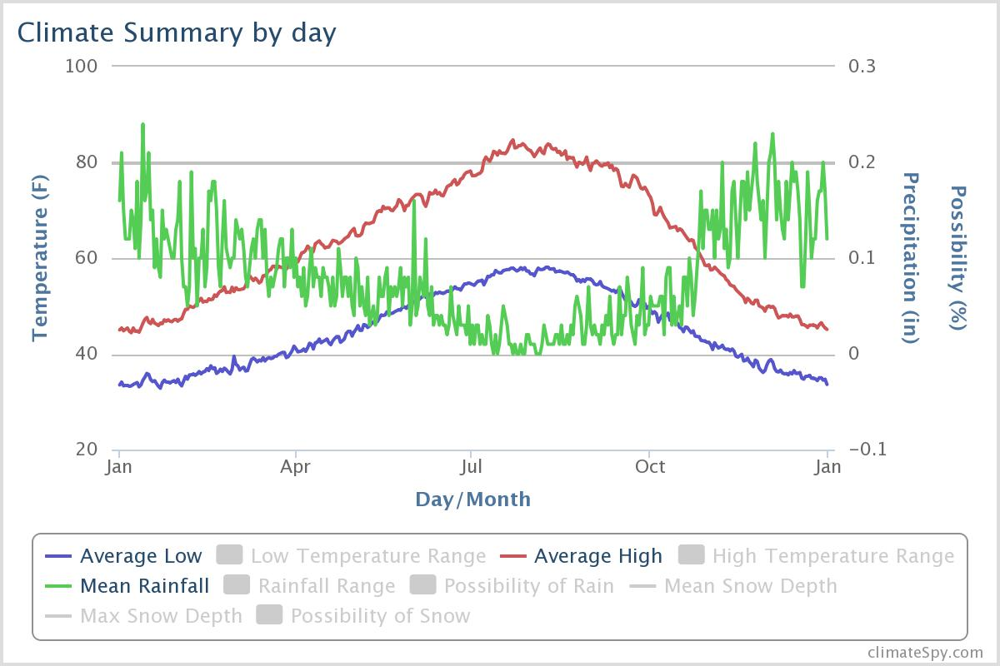 Climate Summary by day
100
80
60
40
20
0.3
0.2
0.1
0
−0.1
Temperature (F)
Precipitation (in)
Possibility (%)
Jan Apr Jul Oct Jan
Day/Month
Average Low Low Temperature Range Average High High Temperature Range
Mean Rainfall Rainfall Range Possibility of Rain Mean Snow Depth
Max Snow Depth Possibility of Snow
climateSpy.com